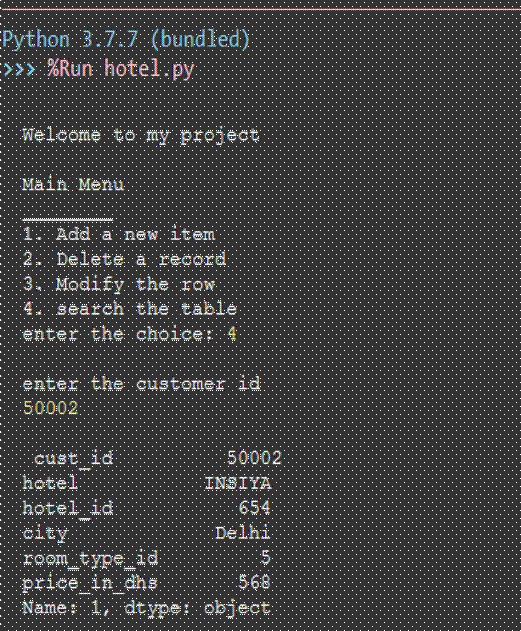 Python 3.7.7 (bundled)
>>> %Run hotel.py
Welcome to my project
Main Menu
1. Add a new item
2. Delete a record
3. Modify the row
4. search the table
enter the choice: 4
enter the customer id
50002
cust_id 50002
hotel INSIYA
hotel_id 654
city Delhi
room_type_id 5
price_in_dhs 568
Name: 1, dtype: object